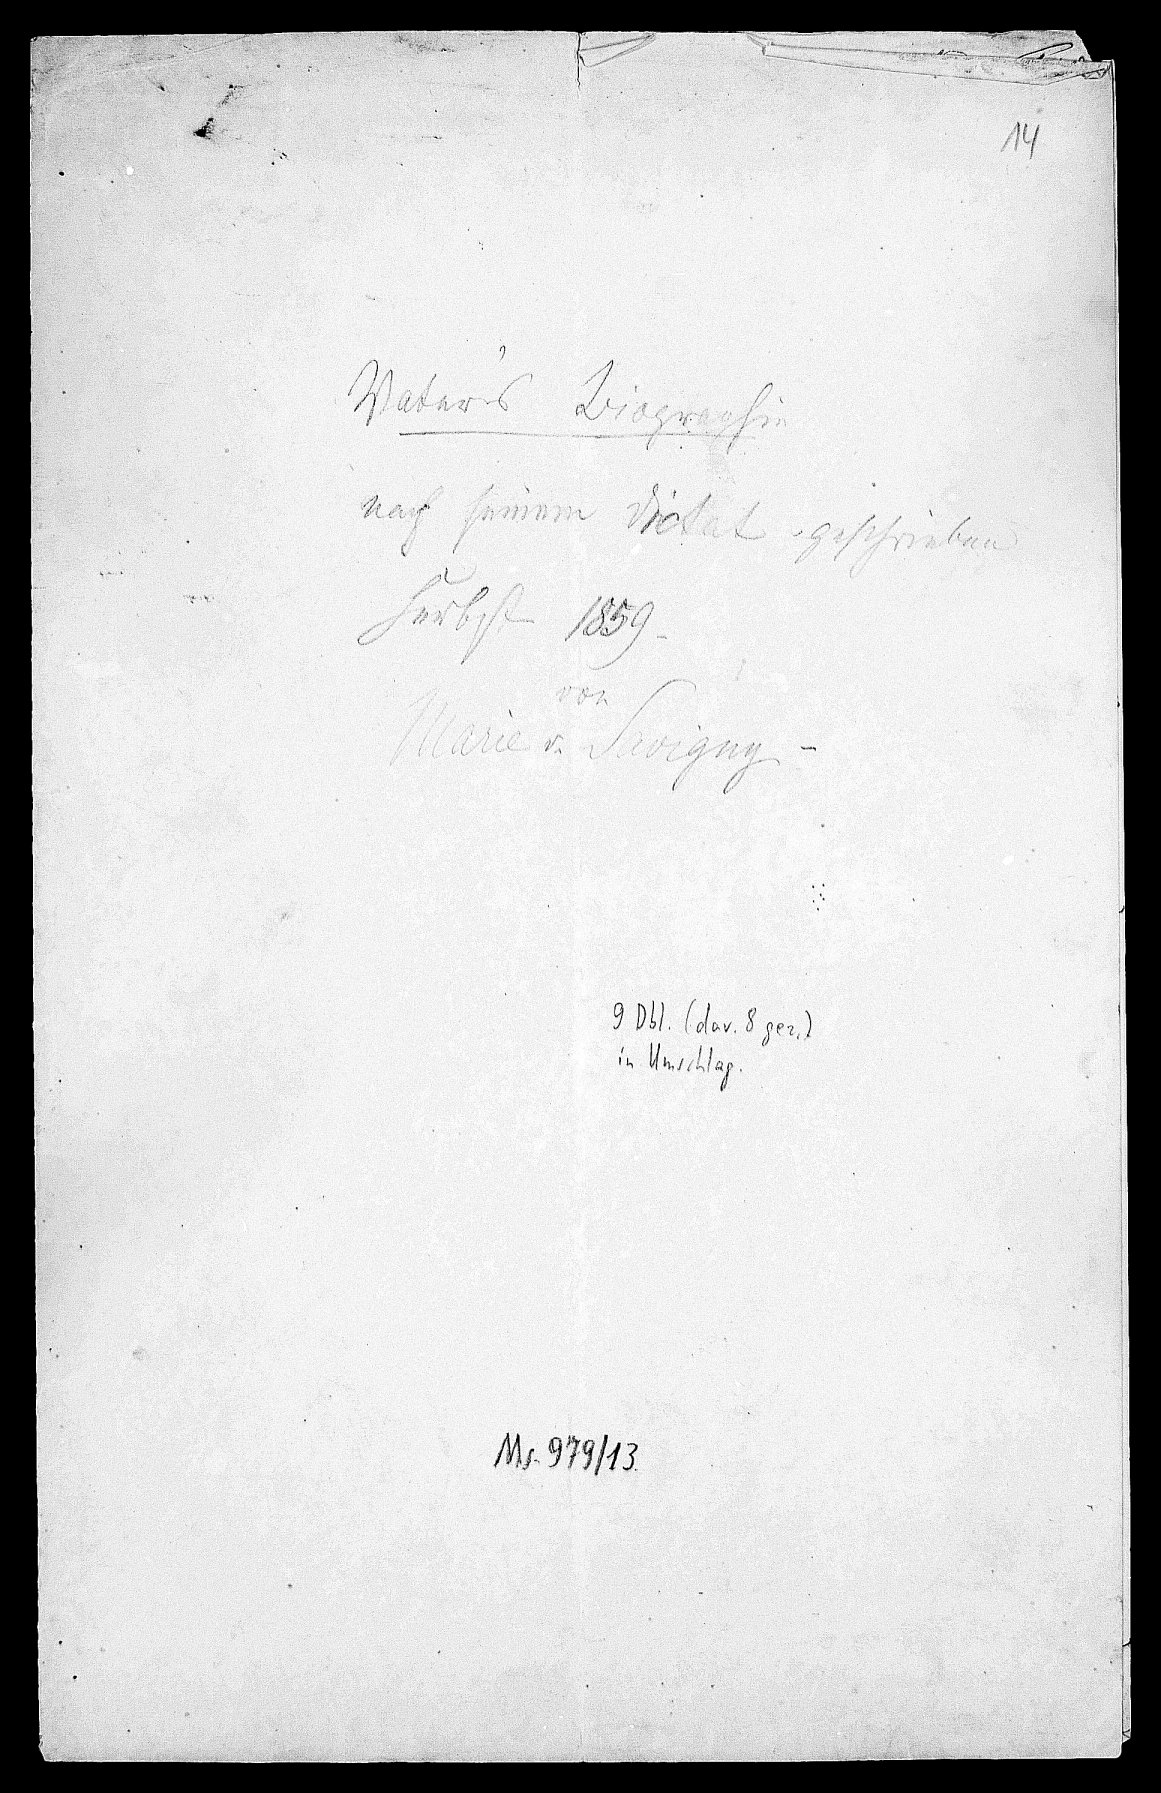 14
Vater's Biographie
nach seinem Dictat geschrieben
Herbst 1859.
von
Marie v. Savigny -
9 Dbl. (dav. 8 gez.)
in Umschlag.
Ms. 979/13